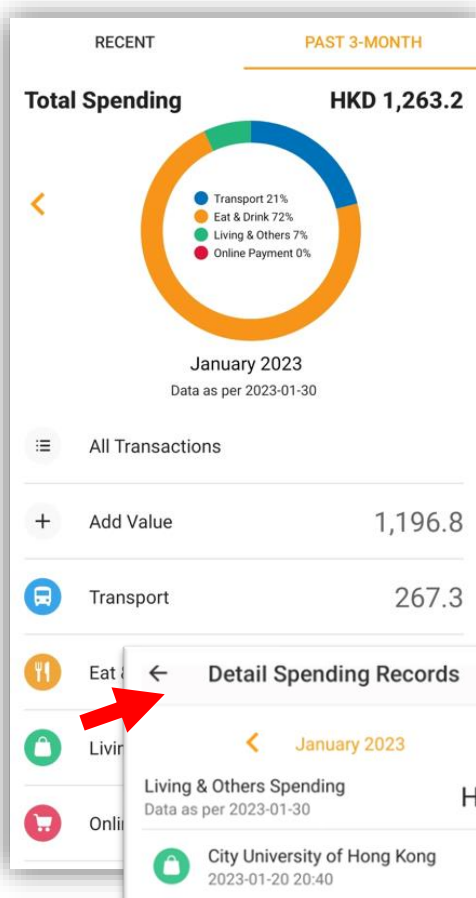 RECENT PAST 3-MONTH
Total Spending HKD 1,263.2
Transport 21%
Eat & Drink 72%
Living & Others 7%
Online Payment 0%
January 2023
Data as per 2023-01-30
All Transactions
Add Value 1,196.8
Transport 267.3
Eat
Detail Spending Records
January 2023
Living & Others Spending
Data as per 2023-01-30
City University of Hong Kong
2023-01-20 20:40